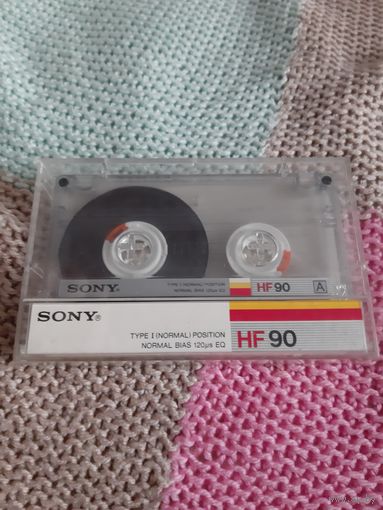 SONY
TYPE I (NORMAL) POSITION
NORMAL BIAS 120μs EQ
HF 90
A
SONY®
TYPE I (NORMAL) POSITION
NORMAL BIAS 120μs EQ
HF 90